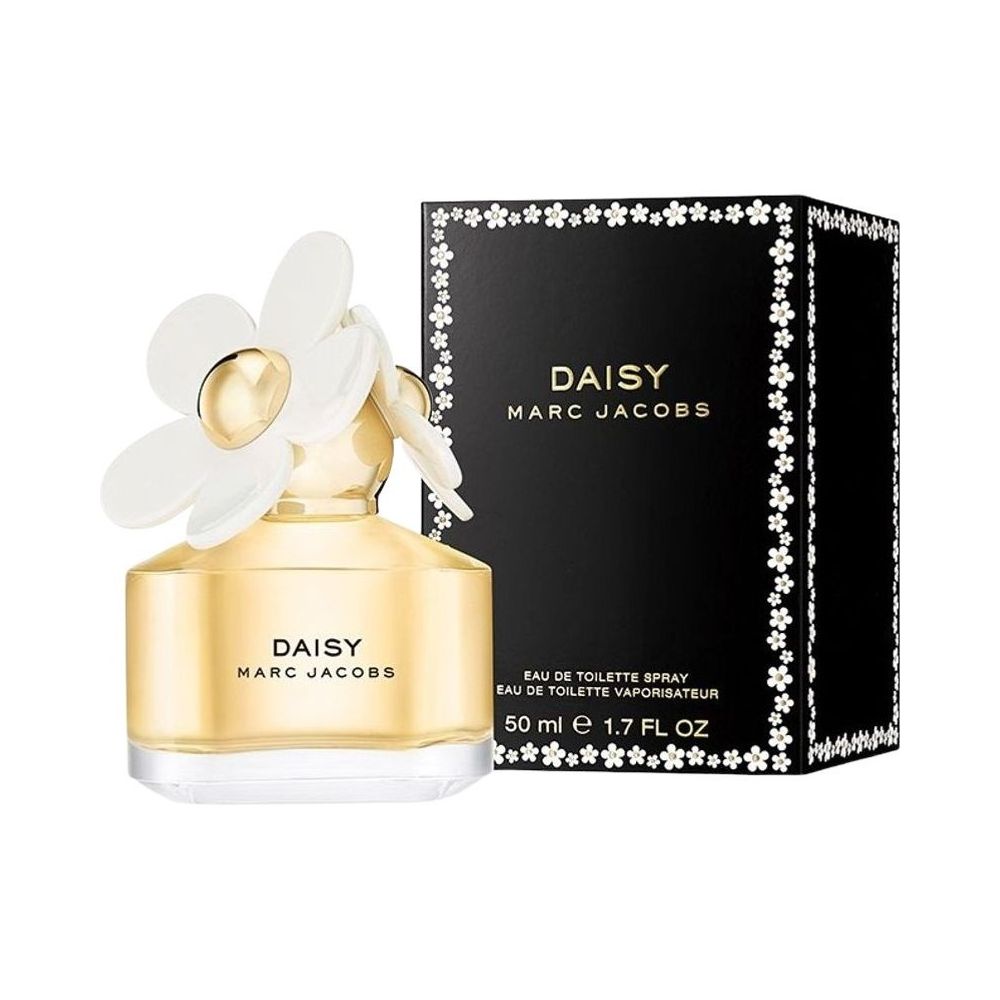 DAISY
MARC JACOBS
DAISY
MARC JACOBS
EAU DE TOILETTE SPRAY
EAU DE TOILETTE VAPORISATEUR
50 ml ℮ 1.7 FL OZ